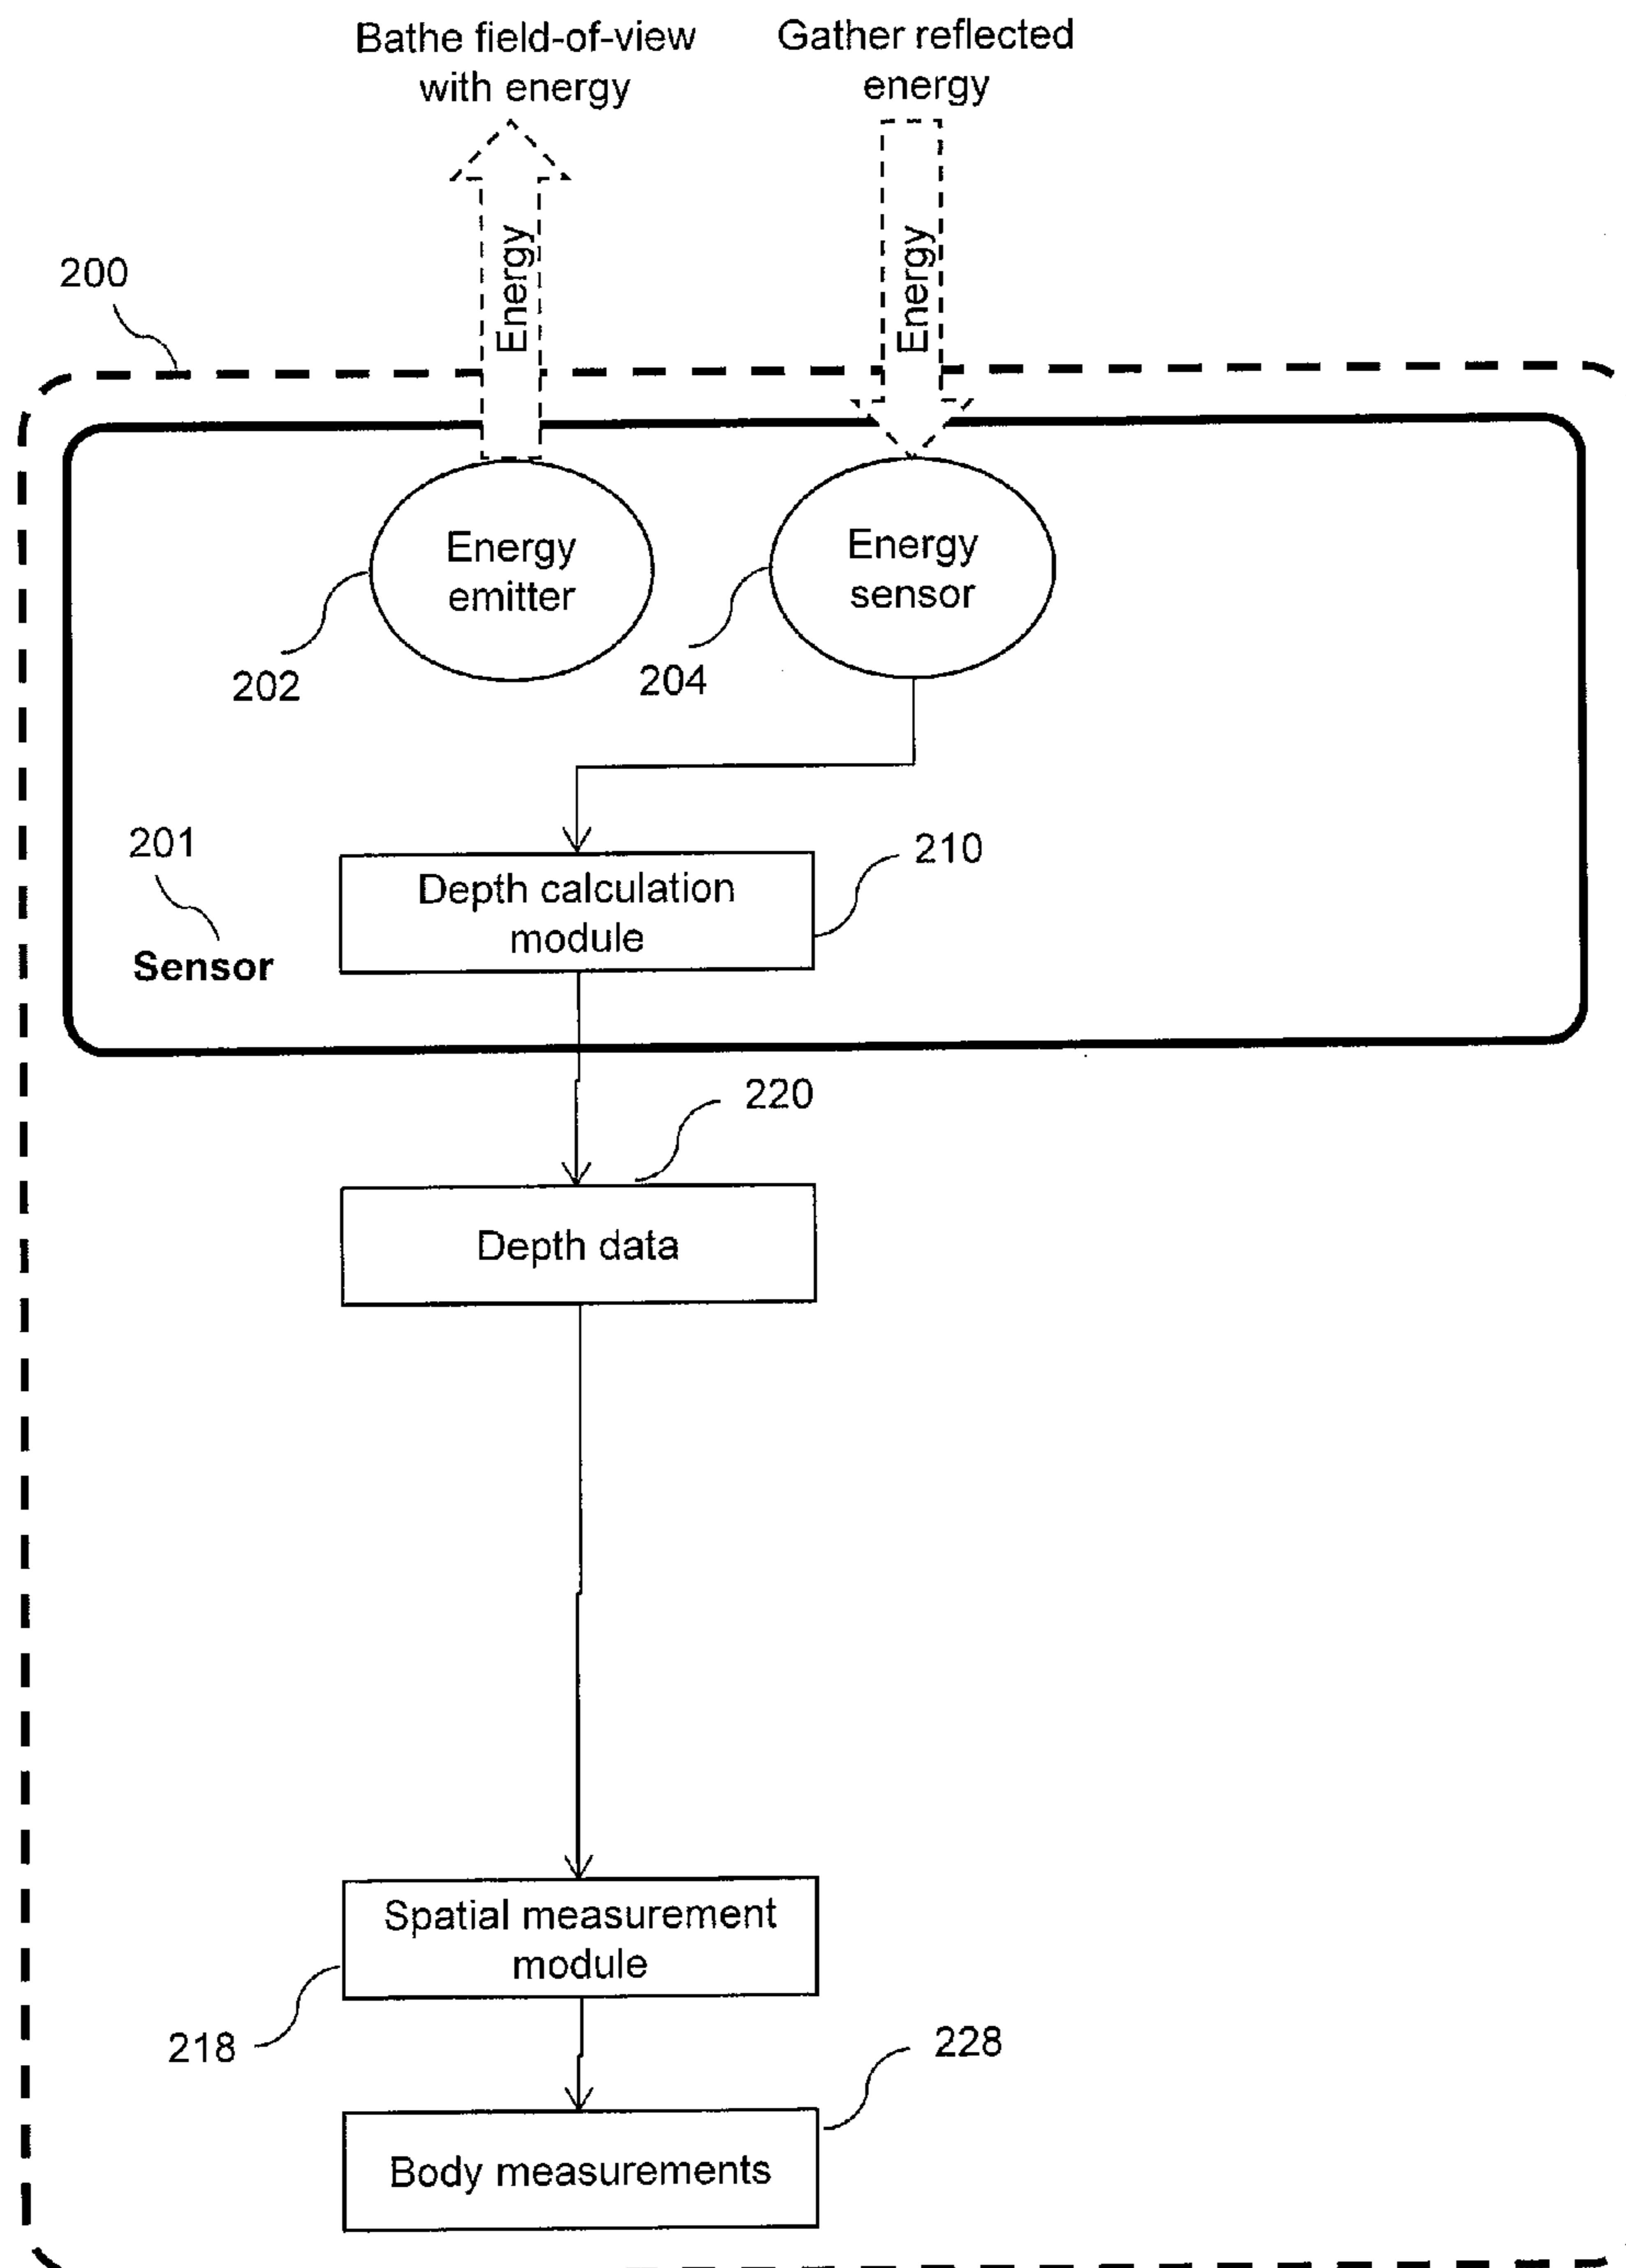 Bathe field-of-view
with energy
Gather reflected
energy
Energy
Energy
200
Energy
emitter
Energy
sensor
202
204
201
Sensor
210
Depth calculation
module
220
Depth data
Spatial measurement
module
218
228
Body measurements